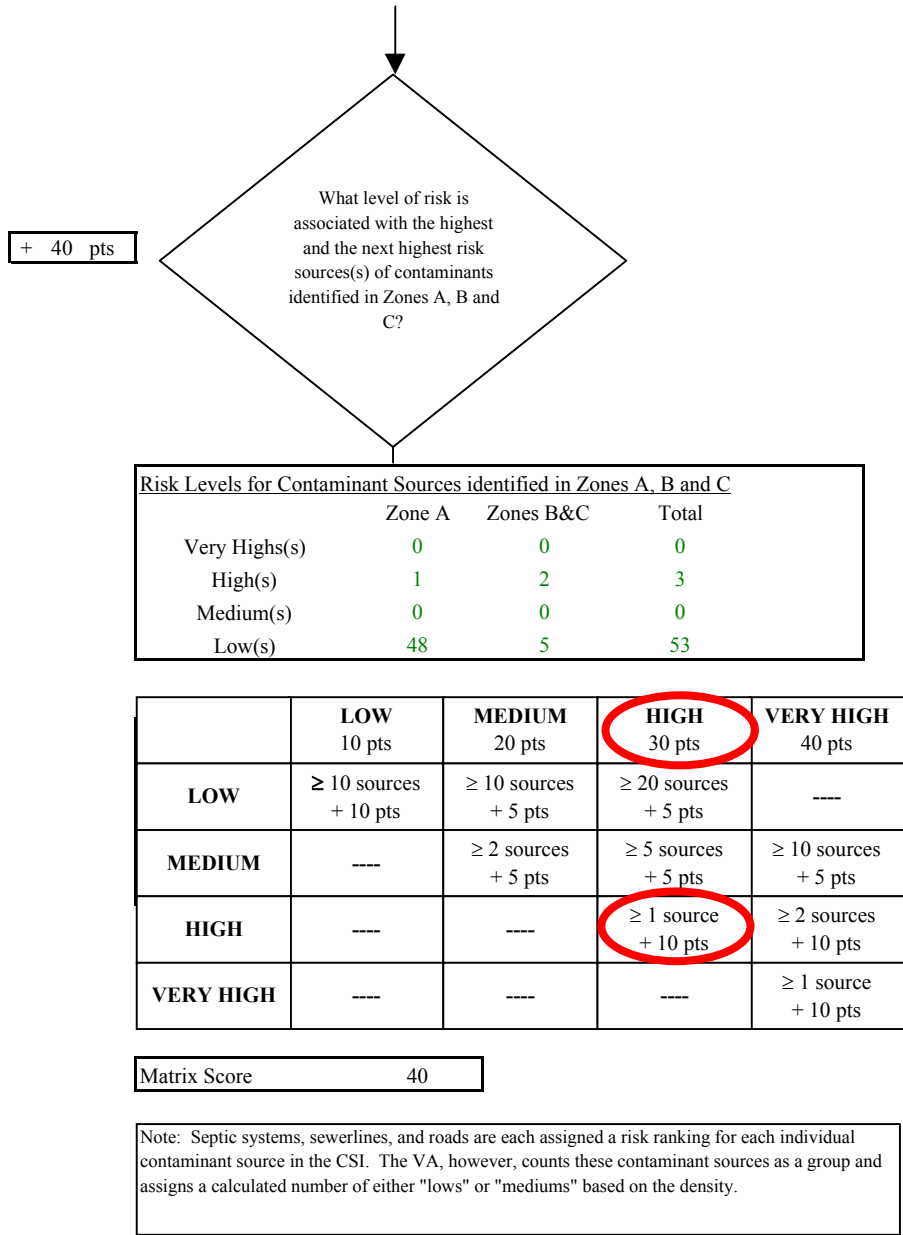 What level of risk is
associated with the highest
and the next highest risk
sources(s) of contaminants
identified in Zones A, B and
C?
+ 40 pts
Risk Levels for Contaminant Sources identified in Zones A, B and C
Zone A Zones B&C Total
Very Highs(s) 0 0 0
High(s) 1 2 3
Medium(s) 0 0 0
Low(s) 48 5 53
LOW MEDIUM HIGH VERY HIGH
10 pts 20 pts 30 pts 40 pts
LOW ≥ 10 sources ≥ 10 sources ≥ 20 sources ----
+ 10 pts + 5 pts + 5 pts
MEDIUM ---- ≥ 2 sources ≥ 5 sources ≥ 10 sources
+ 5 pts + 5 pts + 5 pts
HIGH ---- ---- ≥ 1 source ≥ 2 sources
+ 10 pts + 10 pts
VERY HIGH ---- ---- ---- ≥ 1 source
+ 10 pts
Matrix Score 40
Note: Septic systems, sewerlines, and roads are each assigned a risk ranking for each individual
contaminant source in the CSI. The VA, however, counts these contaminant sources as a group and
assigns a calculated number of either "lows" or "mediums" based on the density.